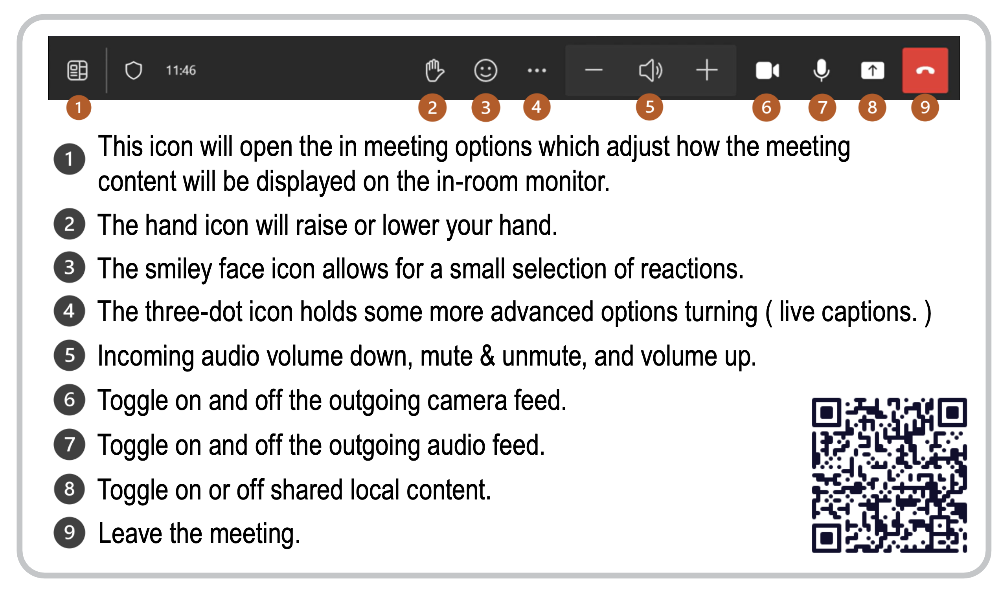 11:46
1 2 3 4 5 6 7 8 9
1 This icon will open the in meeting options which adjust how the meeting
content will be displayed on the in-room monitor.
2 The hand icon will raise or lower your hand.
3 The smiley face icon allows for a small selection of reactions.
4 The three-dot icon holds some more advanced options turning ( live captions. )
5 Incoming audio volume down, mute & unmute, and volume up.
6 Toggle on and off the outgoing camera feed.
7 Toggle on and off the outgoing audio feed.
8 Toggle on or off shared local content.
9 Leave the meeting.